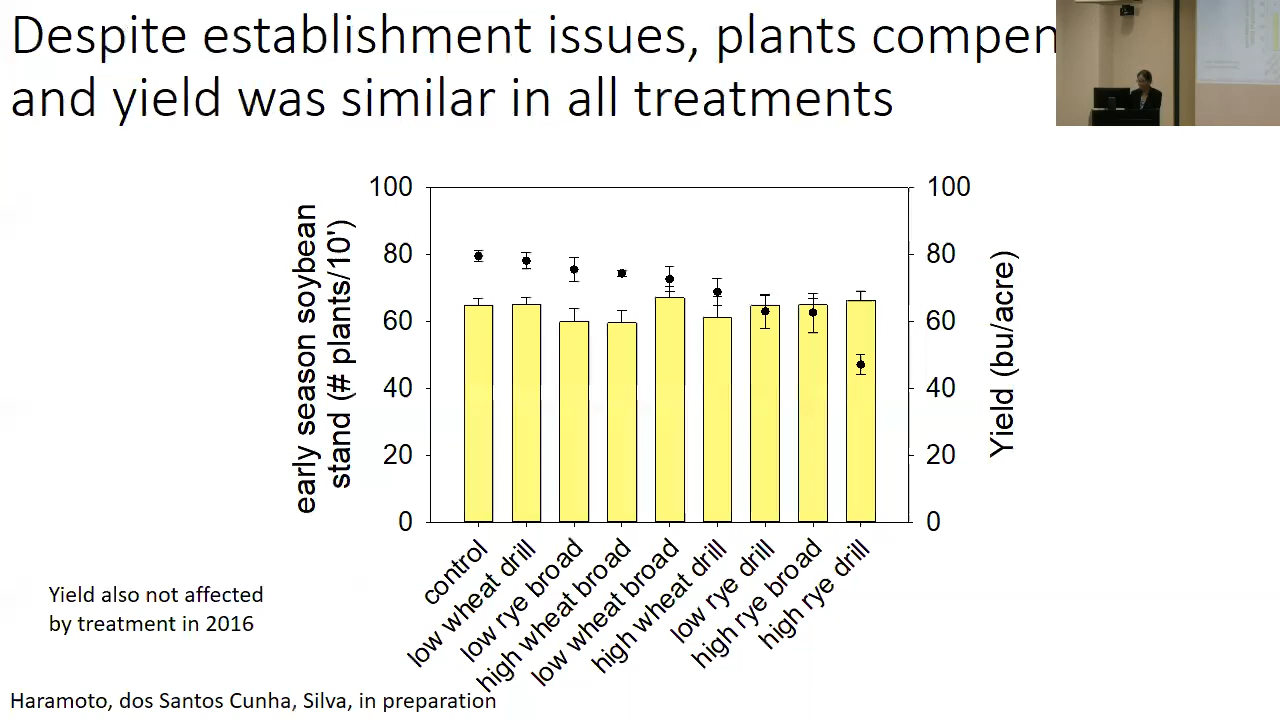 Despite establishment issues, plants compen
and yield was similar in all treatments
early season soybean
stand (# plants/10')
100
80
60
40
20
0
100
80
60
40
20
0
Yield (bu/acre)
control
low wheat drill
low rye broad
high wheat broad
low wheat broad
high wheat drill
low rye drill
high rye broad
high rye drill
Yield also not affected
by treatment in 2016
Haramoto, dos Santos Cunha, Silva, in preparation